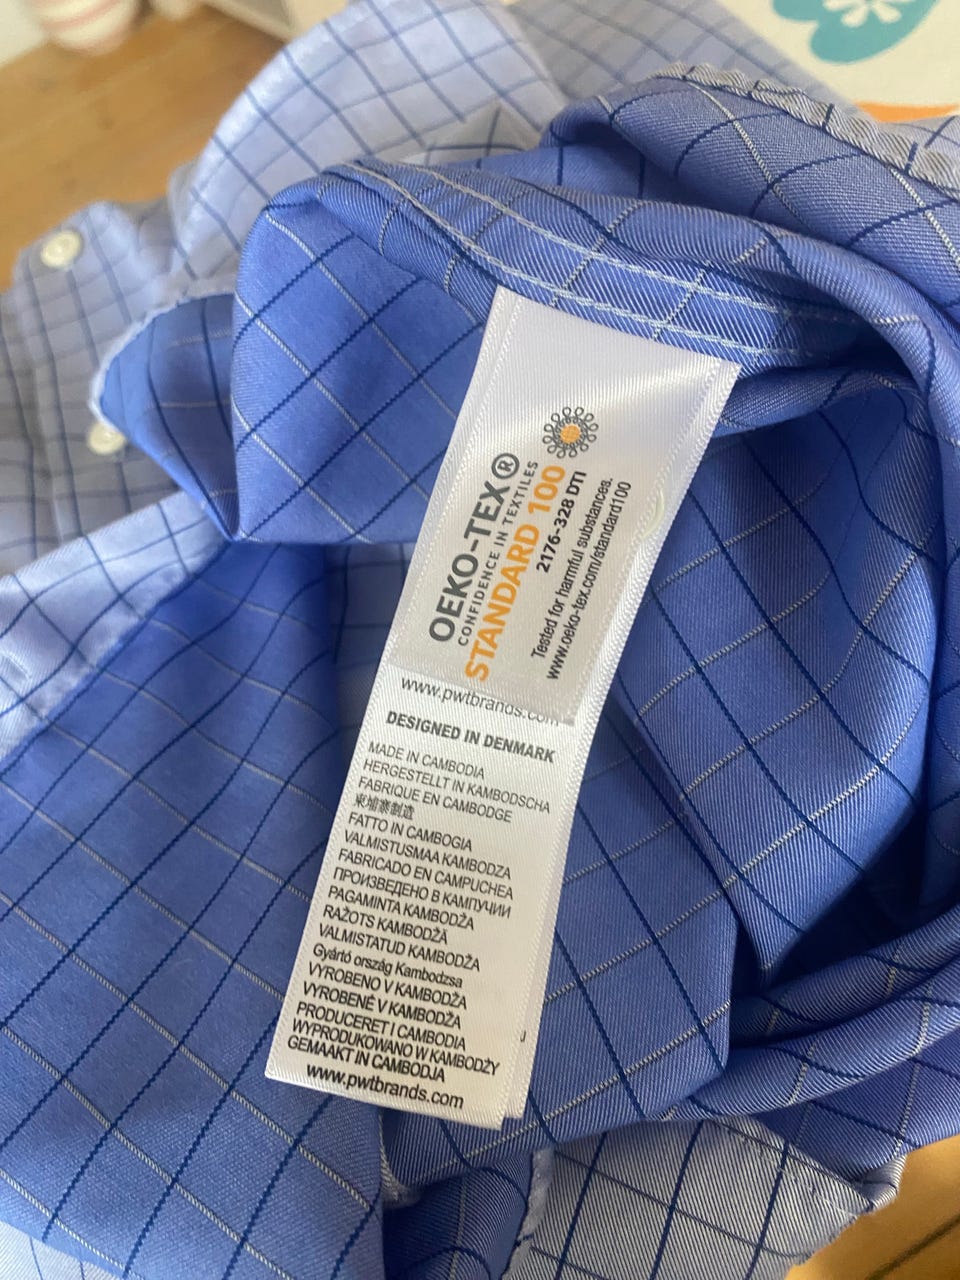 OEKO-TEX®
CONFIDENCE IN TEXTILES
STANDARD 100
2176-328 DTI
Tested for harmful substances.
www.oeko-tex.com/standard100
www.pwtbrands.com
DESIGNED IN DENMARK
MADE IN CAMBODIA
HERGESTELLT IN KAMBODSCHA
FABRIQUE EN CAMBODGE
柬埔寨制造
FATTO IN CAMBOGIA
VALMISTUSMAA KAMBODZA
FABRICADO EN CAMPUCHEA
ПРОИЗВЕДЕНО В КАМПУЧИИ
PAGAMINTA KAMBODŽA
RAŽOTS KAMBODŽĀ
VALMISTATUD KAMBODŽA
Gyártó ország Kambodzsa
VYROBENO V KAMBODŽA
VYROBENÉ V KAMBODŽA
PRODUCERET I CAMBODIA
WYPRODUKOWANO W KAMBODŻY
GEMAAKT IN CAMBODJA
www.pwtbrands.com